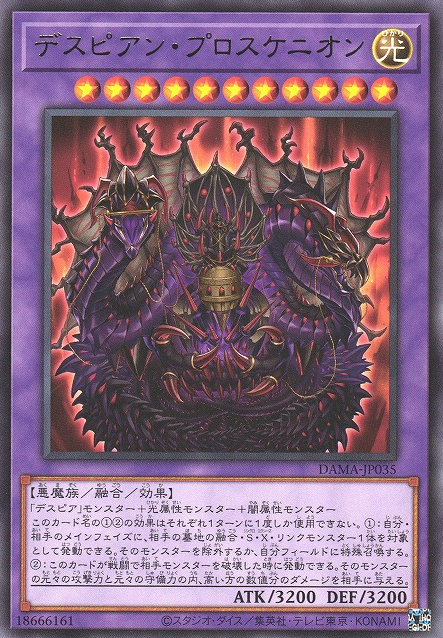 デスピアン・プロスケニオン
光
DAMA-JP035
【悪魔族／融合／効果】
「デスピア」モンスター＋光属性モンスター＋闇属性モンスター
このカード名の①②の効果はそれぞれ1ターンに1度しか使用できない。①：自分・
相手のメインフェイズに、相手の墓地の融合・S・X・リンクモンスター1体を対象
として発動できる。そのモンスターを除外するか、自分フィールドに特殊召喚する。
②：このカードが戦闘で相手モンスターを破壊した時に発動できる。そのモンスター
の元々の攻撃力と元々の守備力の内、高い方の数値分のダメージを相手に与える。
ATK/3200 DEF/3200
18666161
©スタジオ・ダイス／集英社・テレビ東京・KONAMI